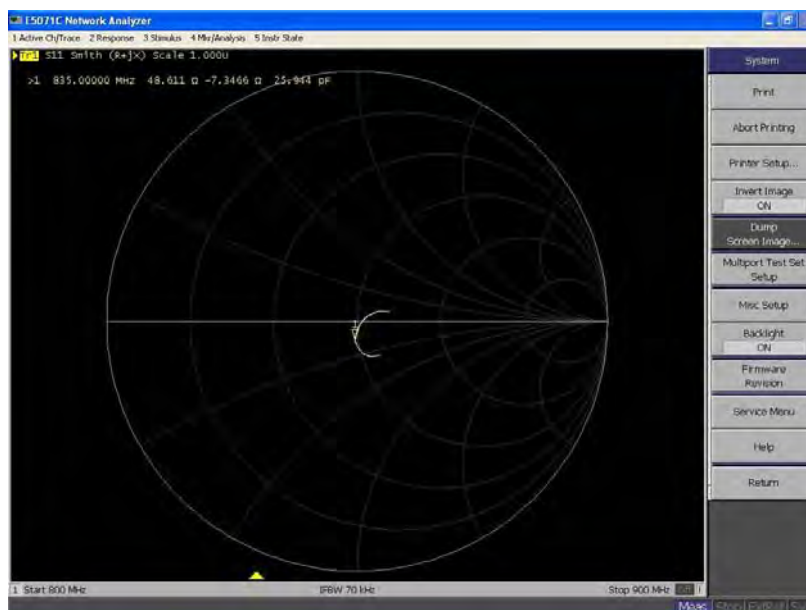 E5071C Network Analyzer
1 Active Ch/Trace 2 Response 3 Stimulus 4 Mkr/Analysis 5 Instr State
Tr1 S11 Smith (R+jX) Scale 1.000U
>1 835.00000 MHz 48.611 Ω -7.3466 Ω 25.944 pF
System
Print
Abort Printing
Printer Setup...
Invert Image
ON
Dump
Screen Image...
Multiport Test Set
Setup
Misc Setup
Backlight
ON
Firmware
Revision
Service Menu
Help
Return
1
1 Start 800 MHz IFBW 70 kHz Stop 900 MHz
Meas